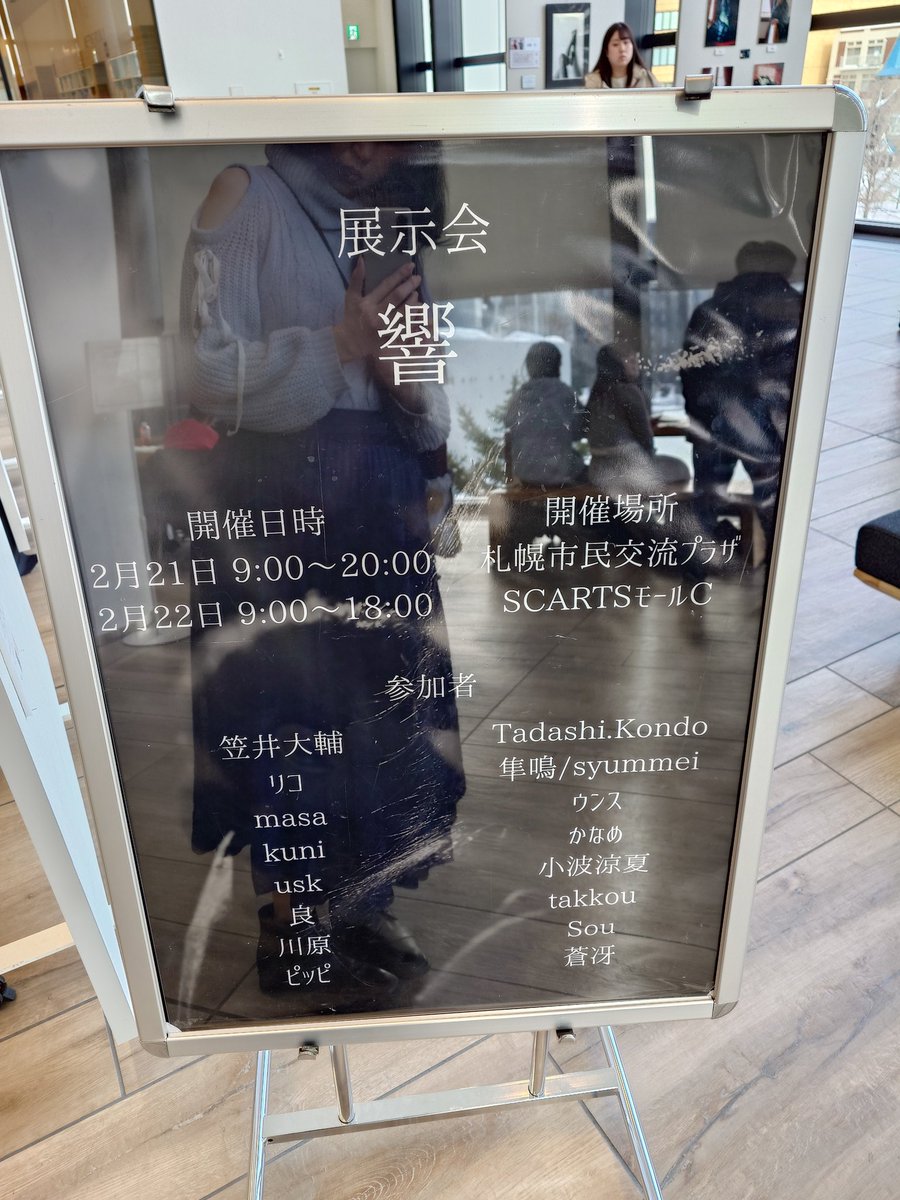 展示会
響
開催日時
2月21日 9:00～20:00
2月22日 9:00～18:00
開催場所
札幌市民交流ﾌﾟﾗｻﾞ
SCARTSﾓｰﾙC
参加者
笠井大輔
ﾘｺ
masa
kuni
usk
良
川原
ﾋﾟｯﾋﾟ
Tadashi.Kondo
隼鳴/syummei
ｳﾝｽ
かなめ
小波涼夏
takkou
Sou
蒼冴